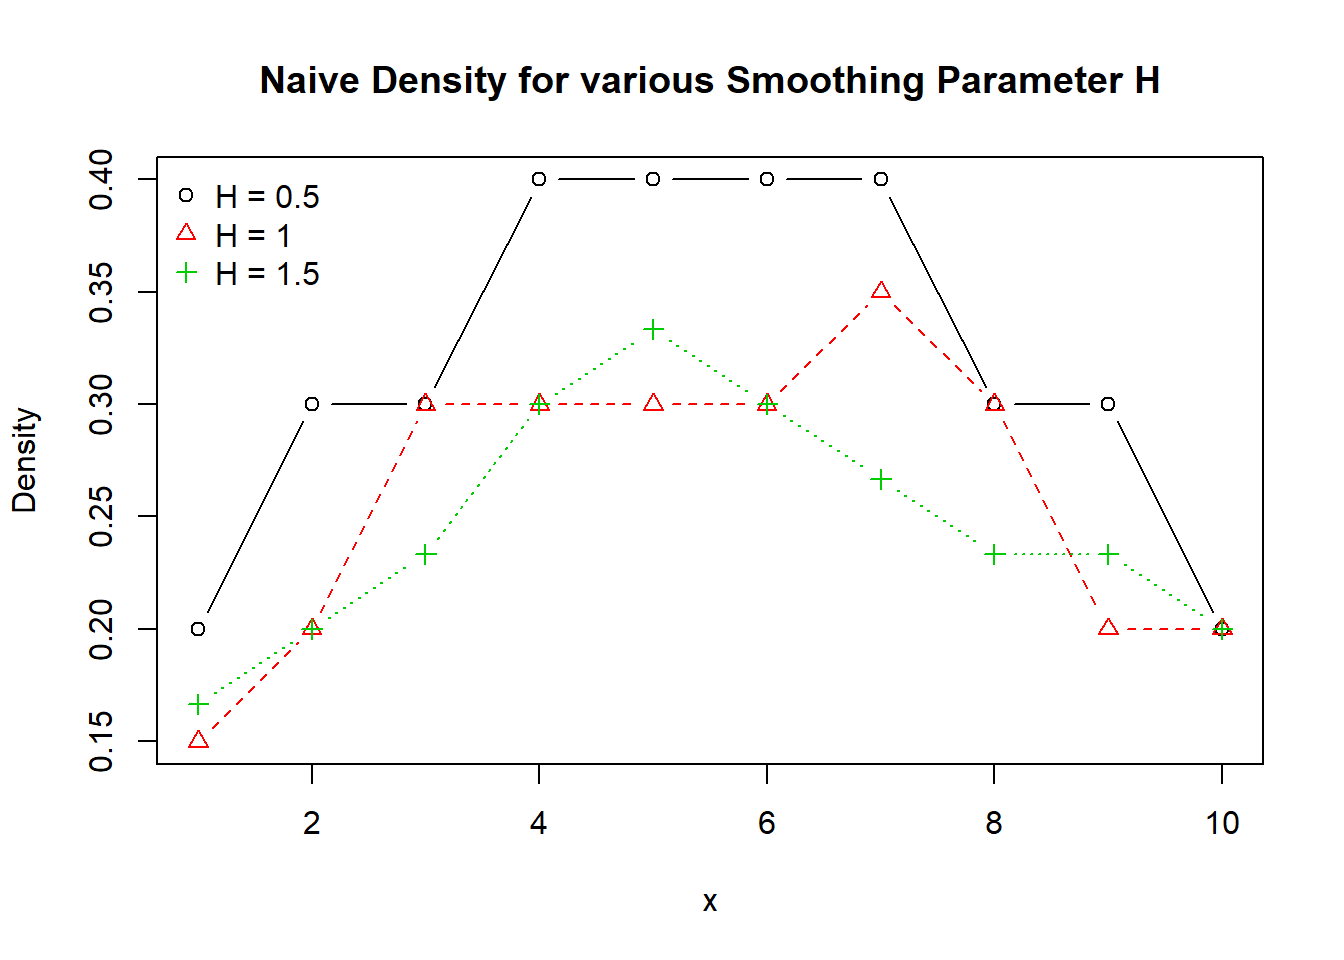 Naive Density for various Smoothing Parameter H
H = 0.5
H = 1
H = 1.5
0.40
0.35
0.30
0.25
0.20
0.15
Density
2 4 6 8 10
x